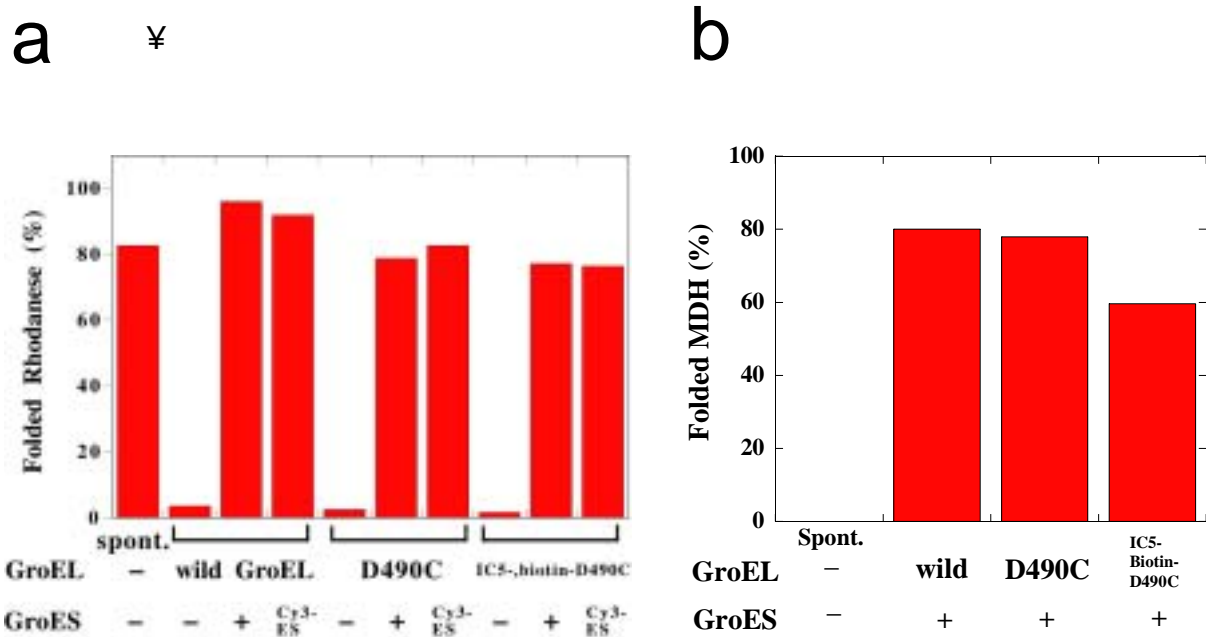 a
¥
b
Folded Rhodanese (%)
100
80
60
40
20
0
spont.
GroEL – wild GroEL D490C IC5-,biotin-D490C
GroES – – + Cy3-ES – + Cy3-ES – + Cy3-ES
Folded MDH (%)
100
80
60
40
20
0
Spont.
GroEL – wild D490C IC5-Biotin-D490C
GroES – + + +